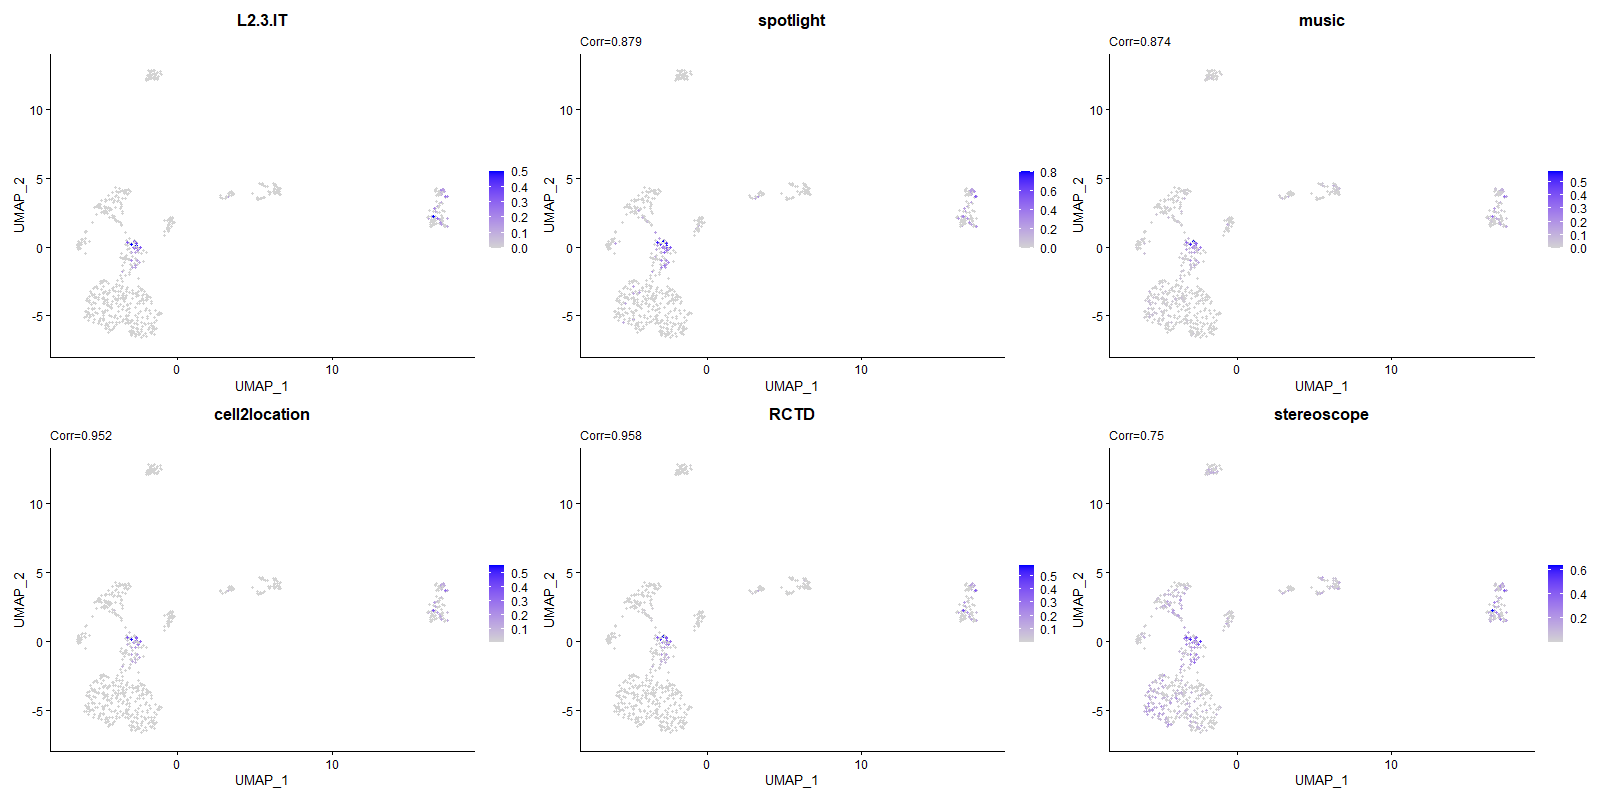 L2.3.IT
10
5
0
-5
UMAP_2
0
10
UMAP_1
0.5
0.4
0.3
0.2
0.1
0.0
spotlight
Corr=0.879
10
5
0
-5
UMAP_2
0
10
UMAP_1
0.8
0.6
0.4
0.2
0.0
music
Corr=0.874
10
5
0
-5
UMAP_2
0
10
UMAP_1
0.5
0.4
0.3
0.2
0.1
0.0
cell2location
Corr=0.952
10
5
0
-5
UMAP_2
0
10
UMAP_1
0.5
0.4
0.3
0.2
0.1
RCTD
Corr=0.958
10
5
0
-5
UMAP_2
0
10
UMAP_1
0.5
0.4
0.3
0.2
0.1
stereoscope
Corr=0.75
10
5
0
-5
UMAP_2
0
10
UMAP_1
0.6
0.4
0.2